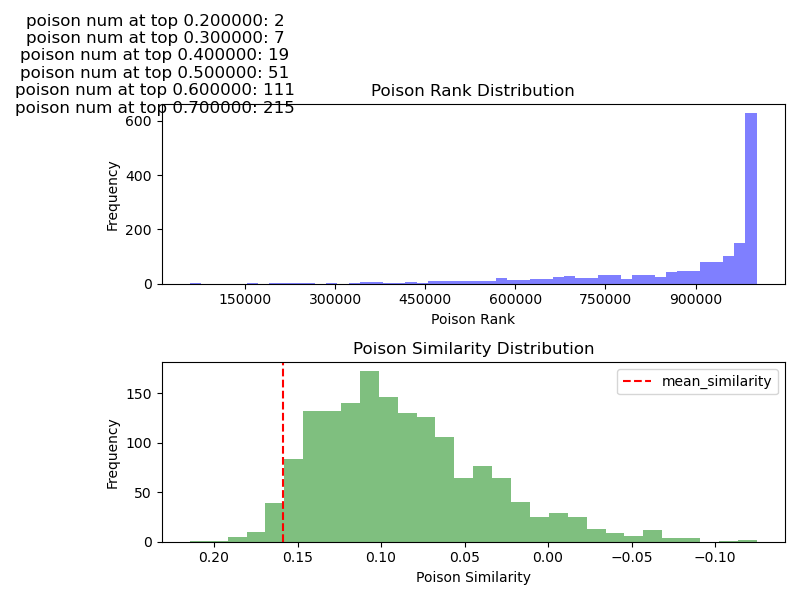 poison num at top 0.200000: 2
poison num at top 0.300000: 7
poison num at top 0.400000: 19
poison num at top 0.500000: 51
poison num at top 0.600000: 111
poison num at top 0.700000: 215
Poison Rank Distribution
600
400
200
0
Frequency
150000 300000 450000 600000 750000 900000
Poison Rank
Poison Similarity Distribution
mean_similarity
150
100
50
0
Frequency
0.20 0.15 0.10 0.05 0.00 −0.05 −0.10
Poison Similarity